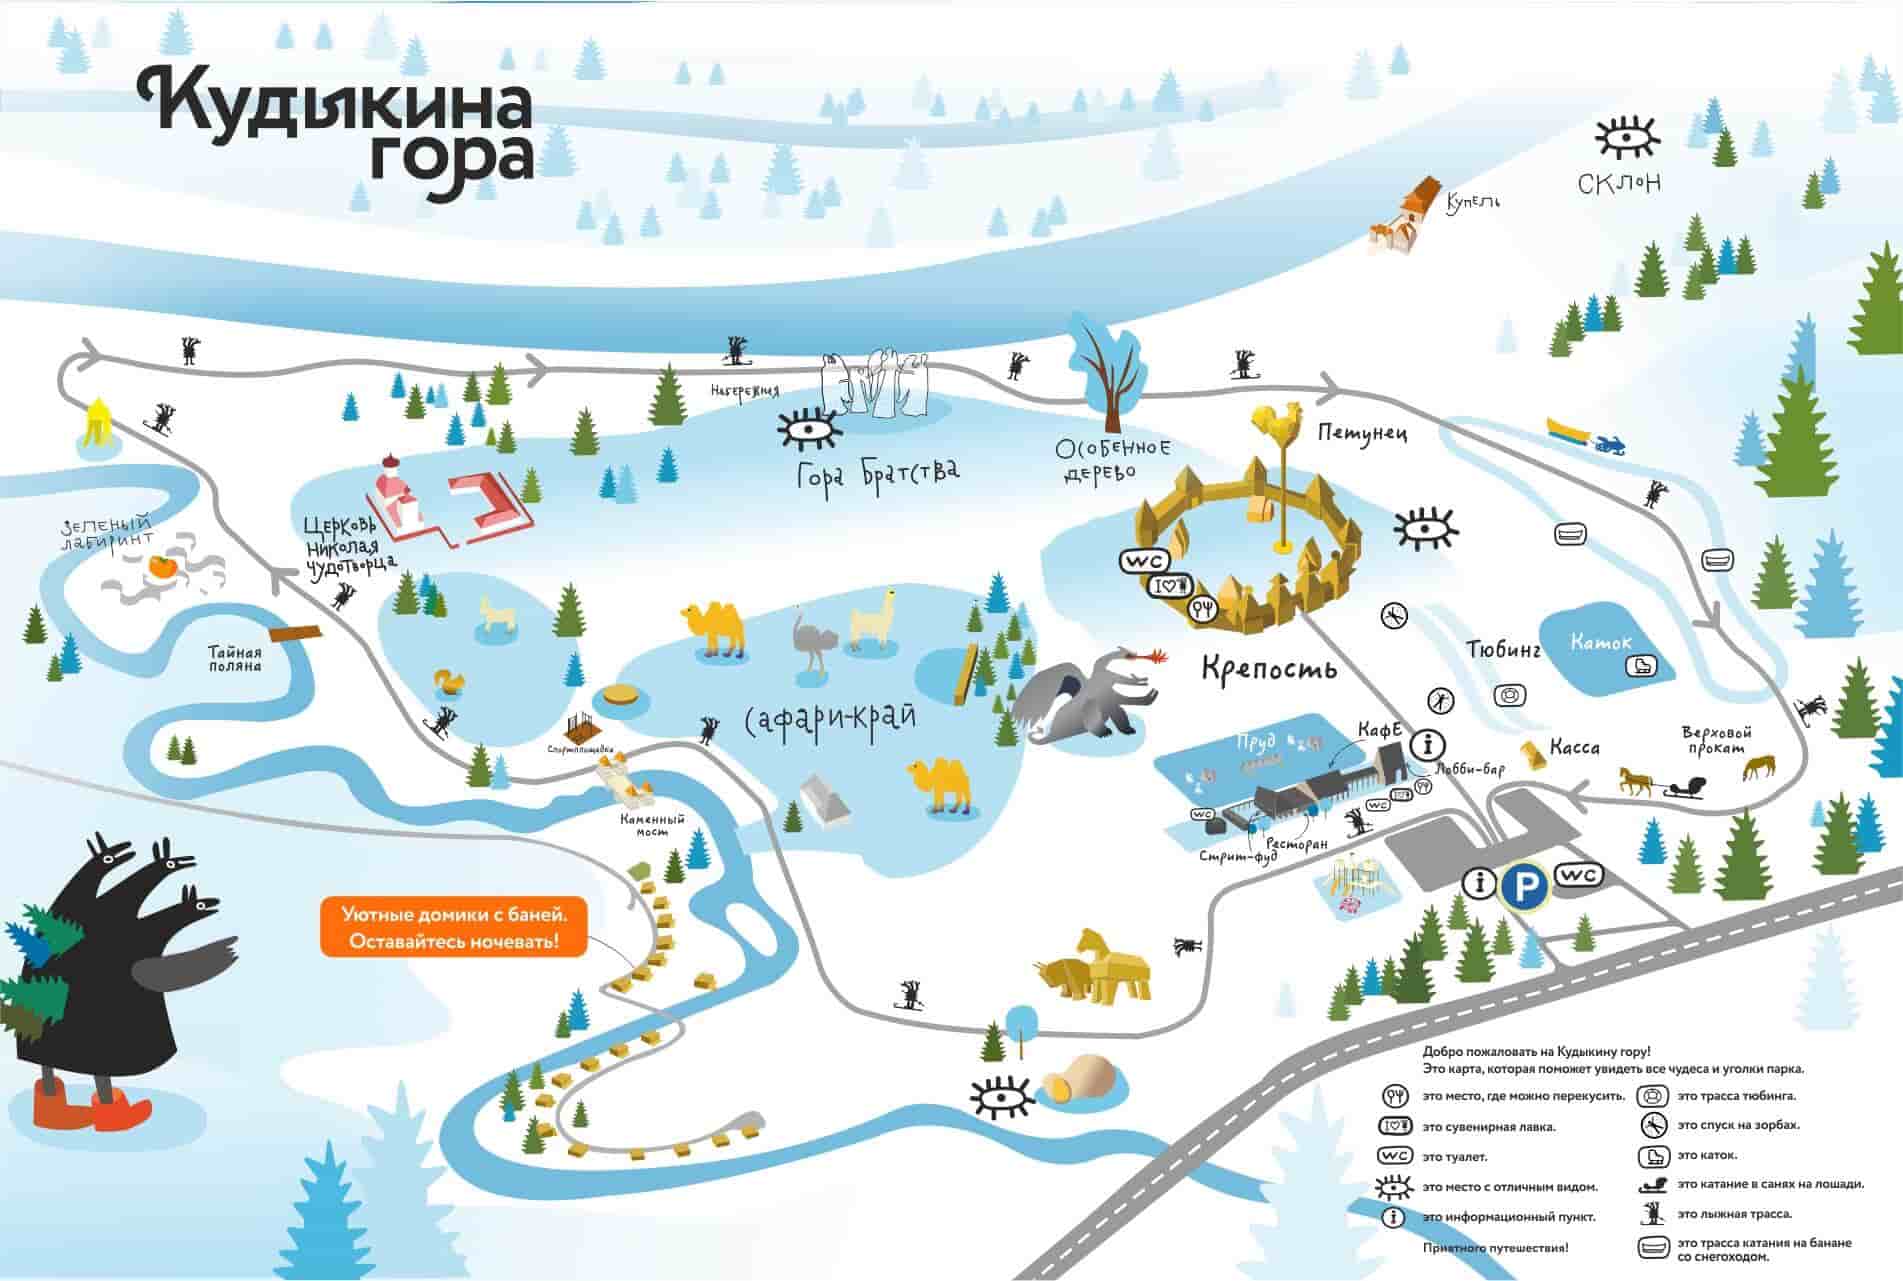 Кудыкина
гора
СКЛОН
Купель
Набережная
Гора Братства
Особенное
дерево
Петунец
Зеленый
лабиринт
Церковь
Николая
Чудотворца
Тайная
поляна
Спортплощадка
Каменный
мост
Сафари-край
WC
I♡
Крепость
Тюбинг
Каток
Верховой
прокат
Касса
Пруд
Кафе
i
Лобби-бар
WC
WC
Ресторан
Стрит-фуд
i
P
WC
Уютные домики с баней.
Оставайтесь ночевать!
Добро пожаловать на Кудыкину гору!
Это карта, которая поможет увидеть все чудеса и уголки парка.
это место, где можно перекусить.
I♡ это сувенирная лавка.
WC это туалет.
это место с отличным видом.
i это информационный пункт.
Приятного путешествия!
это трасса тюбинга.
это спуск на зорбах.
это каток.
это катание в санях на лошади.
это лыжная трасса.
это трасса катания на банане
со снегоходом.